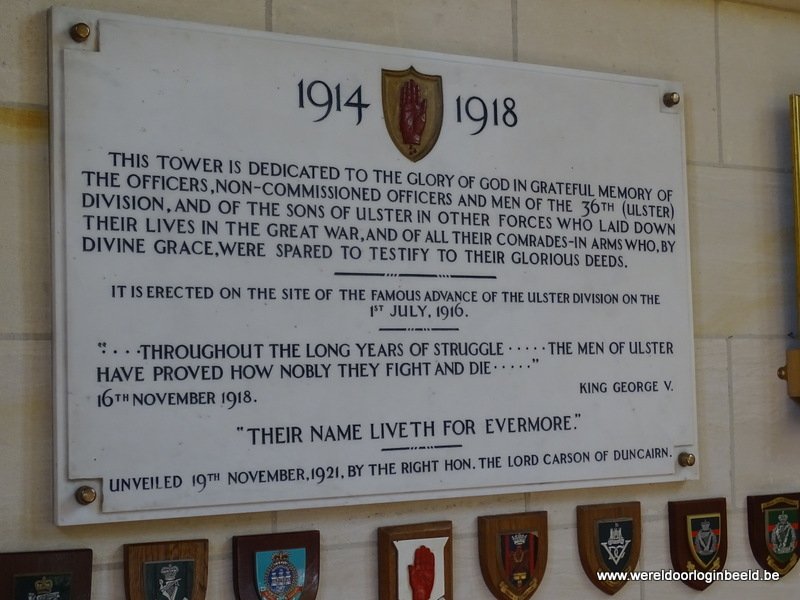 1914 1918
THIS TOWER IS DEDICATED TO THE GLORY OF GOD IN GRATEFUL MEMORY OF
THE OFFICERS, NON-COMMISSIONED OFFICERS AND MEN OF THE 36TH (ULSTER)
DIVISION, AND OF THE SONS OF ULSTER IN OTHER FORCES WHO LAID DOWN
THEIR LIVES IN THE GREAT WAR, AND OF ALL THEIR COMRADES-IN ARMS WHO, BY
DIVINE GRACE, WERE SPARED TO TESTIFY TO THEIR GLORIOUS DEEDS.
IT IS ERECTED ON THE SITE OF THE FAMOUS ADVANCE OF THE ULSTER DIVISION ON THE
1ST JULY, 1916.
"....THROUGHOUT THE LONG YEARS OF STRUGGLE.....THE MEN OF ULSTER
HAVE PROVED HOW NOBLY THEY FIGHT AND DIE....."
16TH NOVEMBER 1918. KING GEORGE V.
"THEIR NAME LIVETH FOR EVERMORE."
UNVEILED 19TH NOVEMBER, 1921, BY THE RIGHT HON. THE LORD CARSON OF DUNCAIRN.
www.wereldoorloginbeeld.be